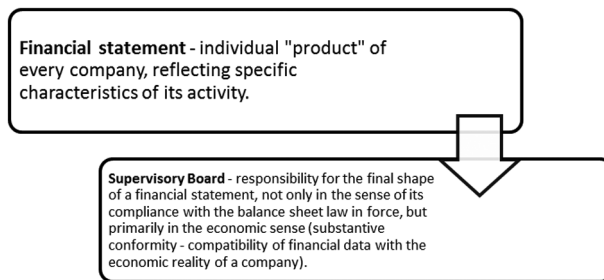 Financial statement - individual "product" of
every company, reflecting specific
characteristics of its activity.
Supervisory Board - responsibility for the final shape
of a financial statement, not only in the sense of its
compliance with the balance sheet law in force, but
primarily in the economic sense (substantive
conformity - compatibility of financial data with the
economic reality of a company).